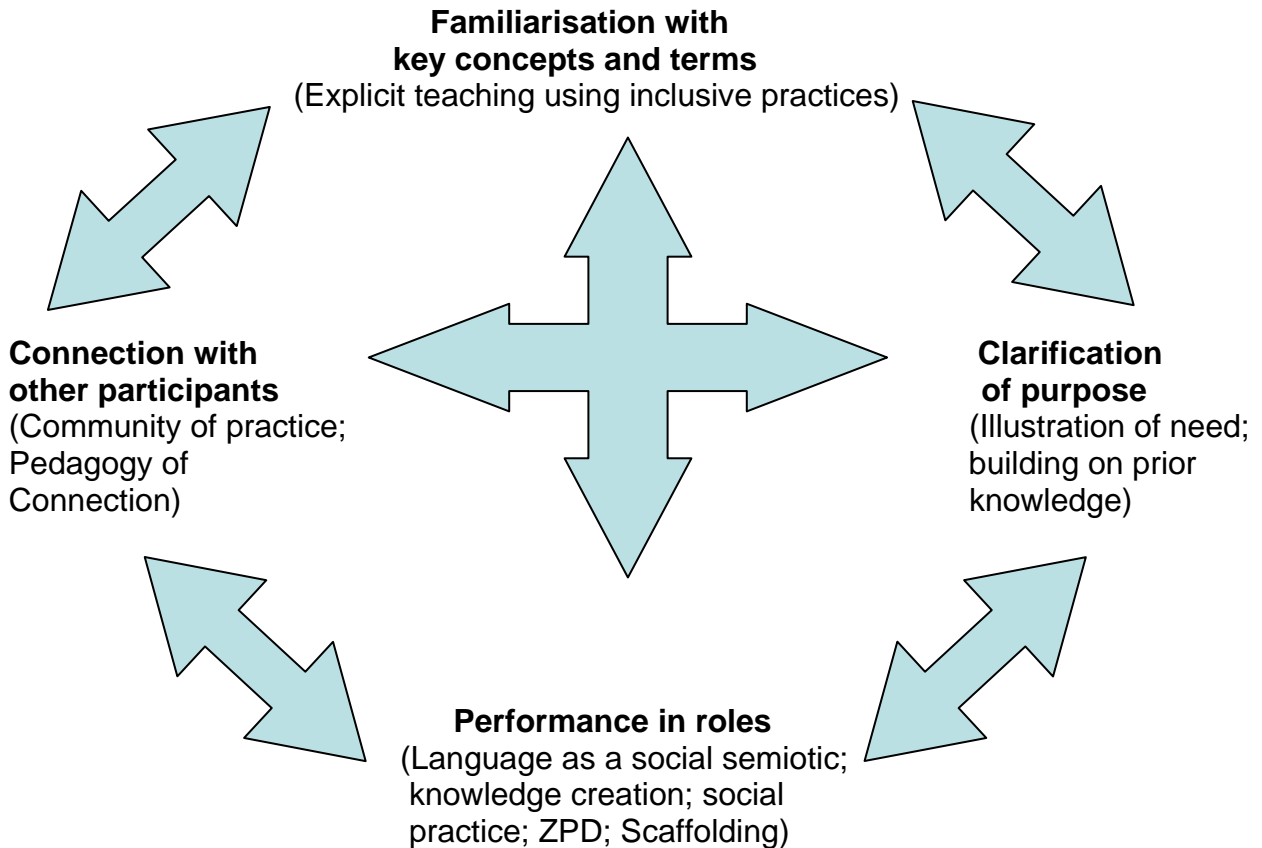 Familiarisation with
key concepts and terms
(Explicit teaching using inclusive practices)
Connection with
other participants
(Community of practice;
Pedagogy of
Connection)
Clarification
of purpose
(Illustration of need;
building on prior
knowledge)
Performance in roles
(Language as a social semiotic;
knowledge creation; social
practice; ZPD; Scaffolding)